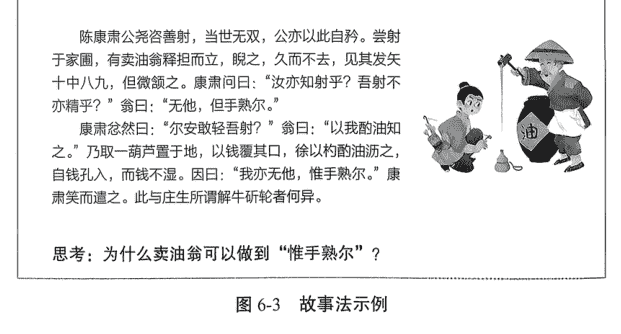 陈康肃公尧咨善射，当世无双，公亦以此自矜。尝射
于家圃，有卖油翁释担而立，睨之，久而不去，见其发矢
十中八九，但微颔之。康肃问曰：“汝亦知射乎？吾射不
亦精乎？”翁曰：“无他，但手熟尔。”
康肃忿然曰：“尔安敢轻吾射？”翁曰：“以我酌油知
之。”乃取一葫芦置于地，以钱覆其口，徐以杓酌油沥之，
自钱孔入，而钱不湿。因曰：“我亦无他，惟手熟尔。”康
肃笑而遣之。此与庄生所谓解牛斫轮者何异。
油
思考：为什么卖油翁可以做到“惟手熟尔”？
图 6-3 故事法示例